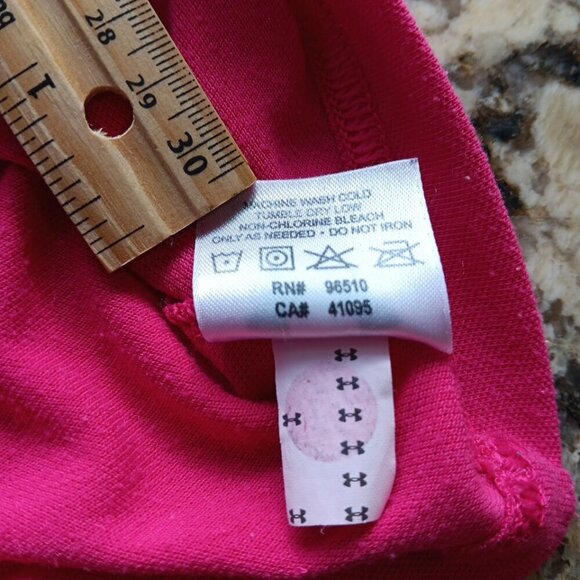 28
29
30
1
MACHINE WASH COLD
TUMBLE DRY LOW
NON-CHLORINE BLEACH
ONLY AS NEEDED • DO NOT IRON
RN# 96510
CA# 41095